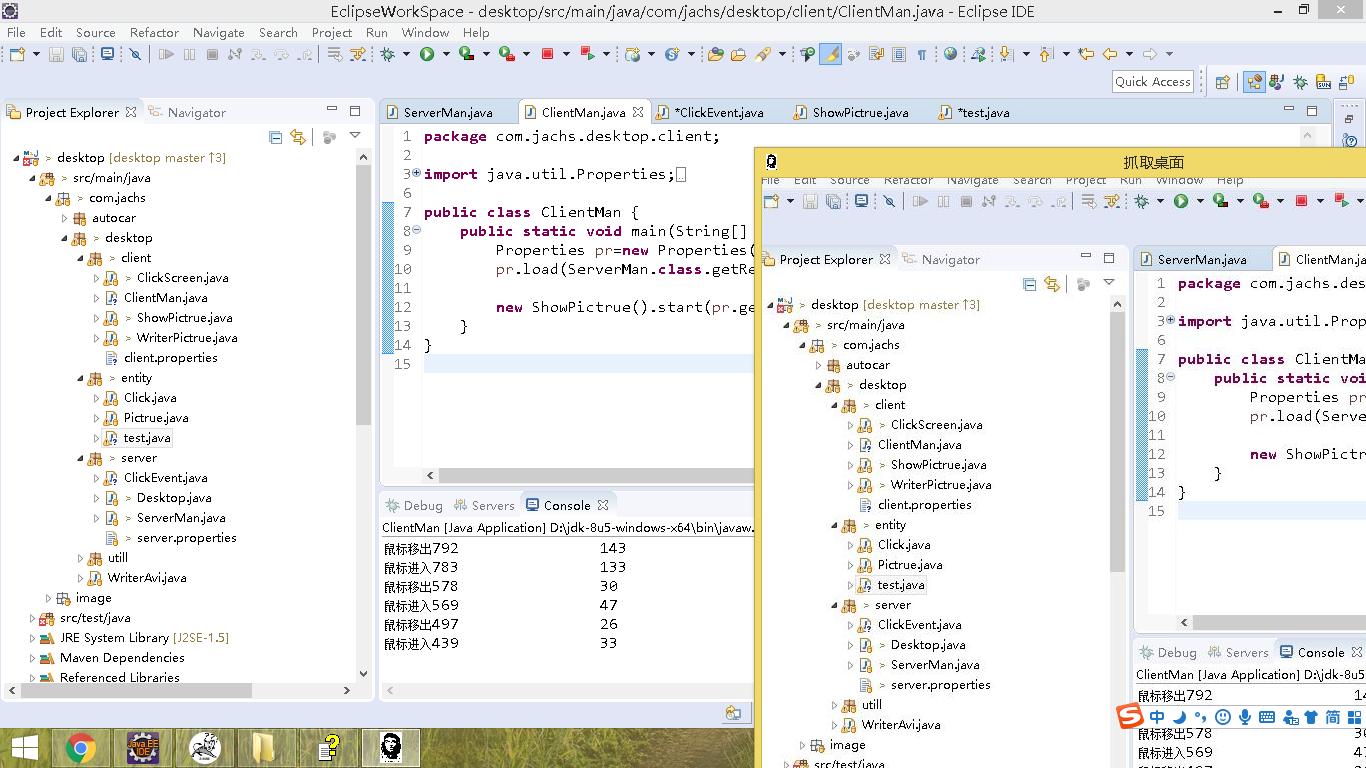 EclipseWorkSpace - desktop/src/main/java/com/jachs/desktop/client/ClientMan.java - Eclipse IDE
File Edit Source Refactor Navigate Search Project Run Window Help
Quick Access
Project Explorer Navigator
> desktop [desktop master ↑3]
> src/main/java
> com.jachs
autocar
> desktop
> client
> ClickScreen.java
ClientMan.java
> ShowPictrue.java
> WriterPictrue.java
client.properties
> entity
Click.java
Pictrue.java
test.java
> server
ClickEvent.java
> Desktop.java
> ServerMan.java
> server.properties
utill
WriterAvi.java
image
src/test/java
JRE System Library [J2SE-1.5]
Maven Dependencies
Referenced Libraries
ServerMan.java ClientMan.java *ClickEvent.java ShowPictrue.java *test.java
1 package com.jachs.desktop.client;
2
3 import java.util.Properties;
7 public class ClientMan {
8 public static void main(String[]
9 Properties pr=new Properties(
10 pr.load(ServerMan.class.getRe
11
12 new ShowPictrue().start(pr.ge
13 }
14 }
15
Debug Servers Console
ClientMan [Java Application] D:\jdk-8u5-windows-x64\bin\javaw.
鼠标移出792 143
鼠标进入783 133
鼠标移出578 30
鼠标进入569 47
鼠标移出497 26
鼠标进入439 33
抓取桌面
File Edit Source Refactor Navigate Search Project Run Window Help
Project Explorer Navigator
> desktop [desktop master ↑3]
> src/main/java
> com.jachs
autocar
> desktop
> client
> ClickScreen.java
ClientMan.java
> ShowPictrue.java
> WriterPictrue.java
client.properties
> entity
Click.java
Pictrue.java
test.java
> server
ClickEvent.java
> Desktop.java
> ServerMan.java
> server.properties
utill
WriterAvi.java
image
src/test/java
ServerMan.java ClientMan.ja
1 package com.jachs.des
2
3 import java.util.Prop
7 public class ClientMa
8 public static voi
9 Properties pr
10 pr.load(Serve
11
12 new ShowPictr
13 }
14 }
15
Debug Servers Console
ClientMan [Java Application] D:\jdk-8u5
鼠标移出792 14
中 简
鼠标移出578 30
鼠标进入569
Java EE
IDE